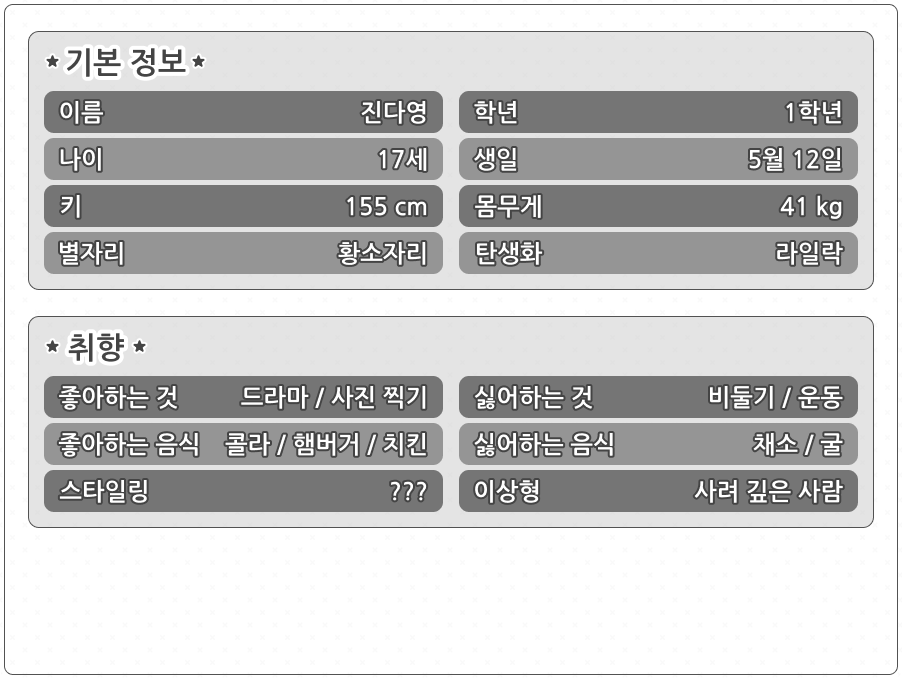 ★ 기본 정보 ★
이름 진다영 학년 1학년
나이 17세 생일 5월 12일
키 155 cm 몸무게 41 kg
별자리 황소자리 탄생화 라일락
★ 취향 ★
좋아하는 것 드라마 / 사진 찍기 싫어하는 것 비둘기 / 운동
좋아하는 음식 콜라 / 햄버거 / 치킨 싫어하는 음식 채소 / 굴
스타일링 ??? 이상형 사려 깊은 사람